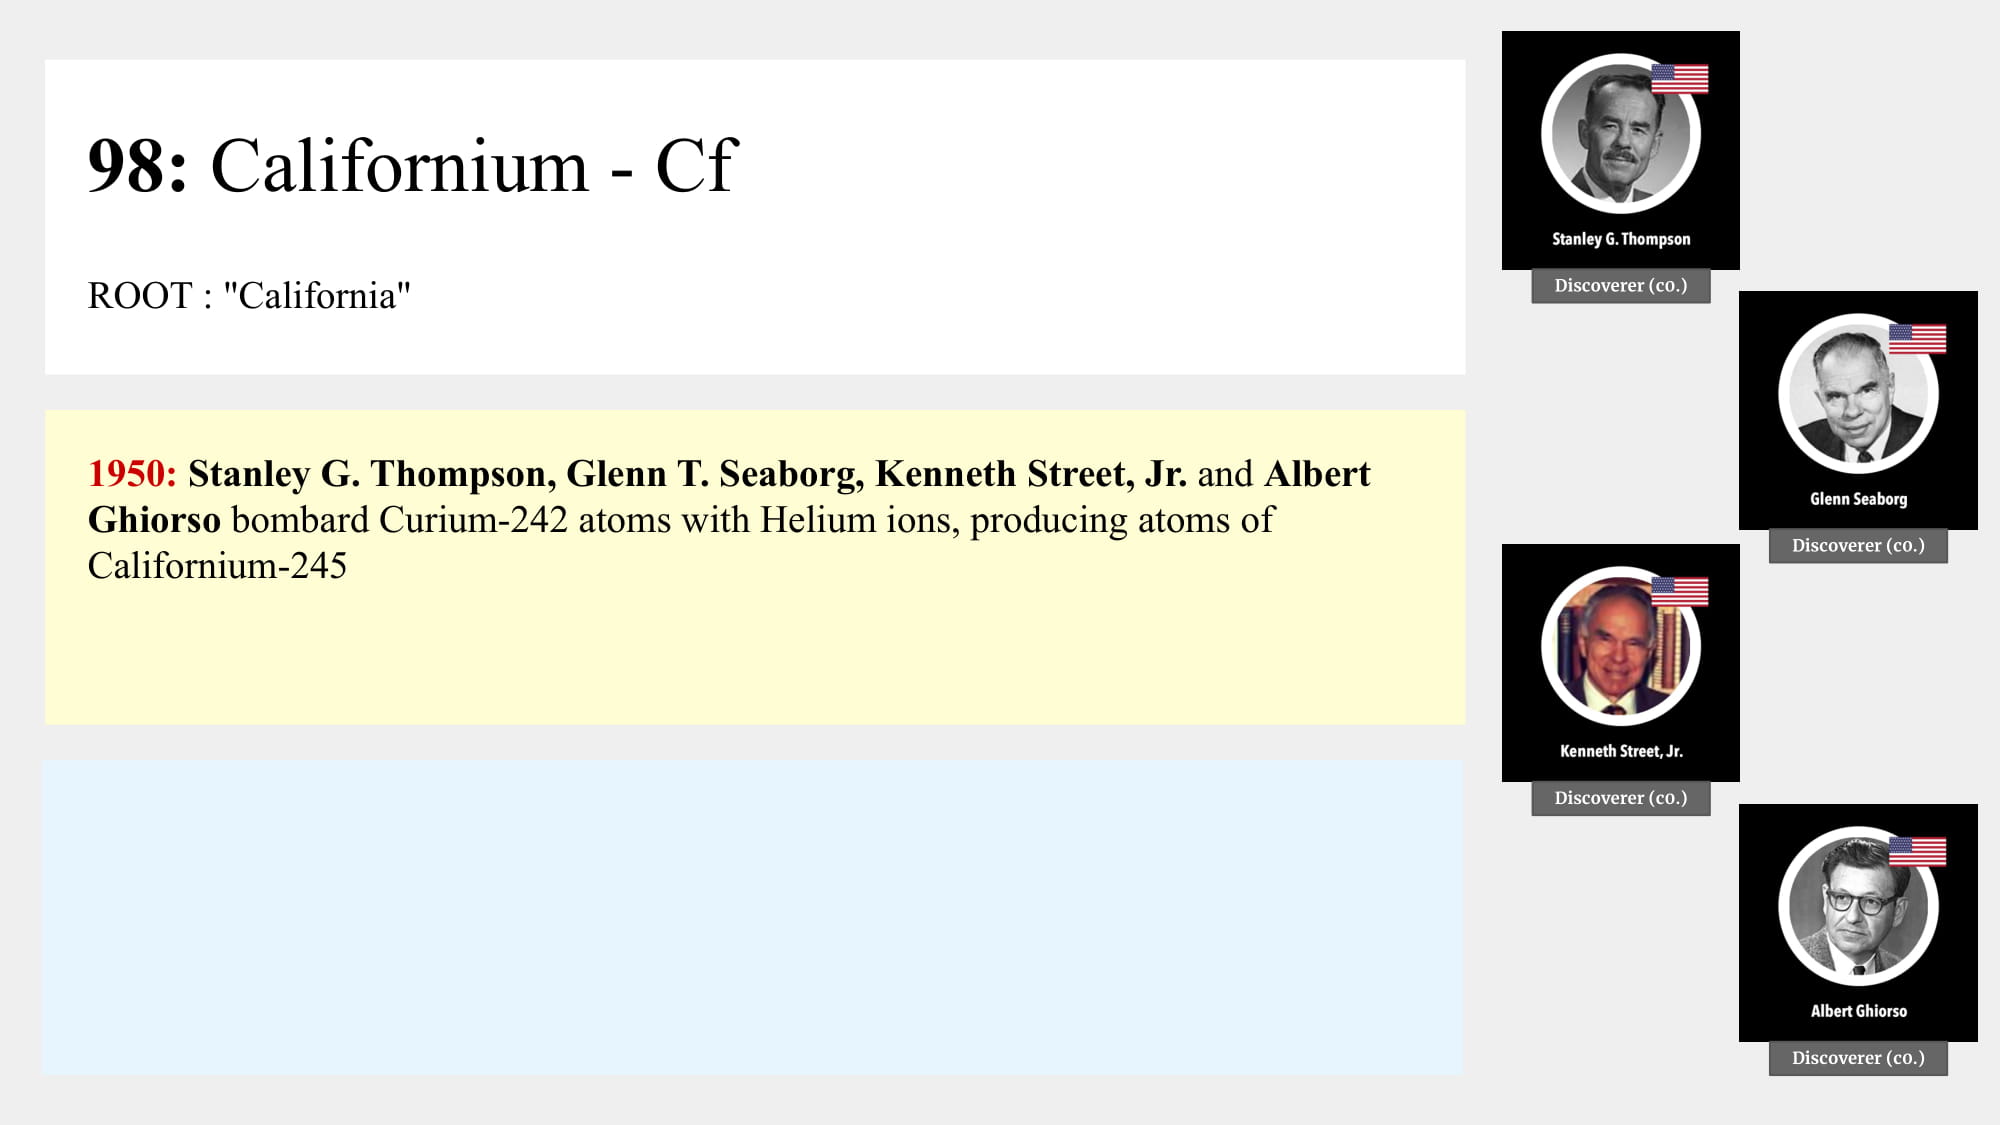 98: Californium - Cf
ROOT : "California"
1950: Stanley G. Thompson, Glenn T. Seaborg, Kenneth Street, Jr. and Albert
Ghiorso bombard Curium-242 atoms with Helium ions, producing atoms of
Californium-245
Stanley G. Thompson
Discoverer (co.)
Glenn Seaborg
Discoverer (co.)
Kenneth Street, Jr.
Discoverer (co.)
Albert Ghiorso
Discoverer (co.)